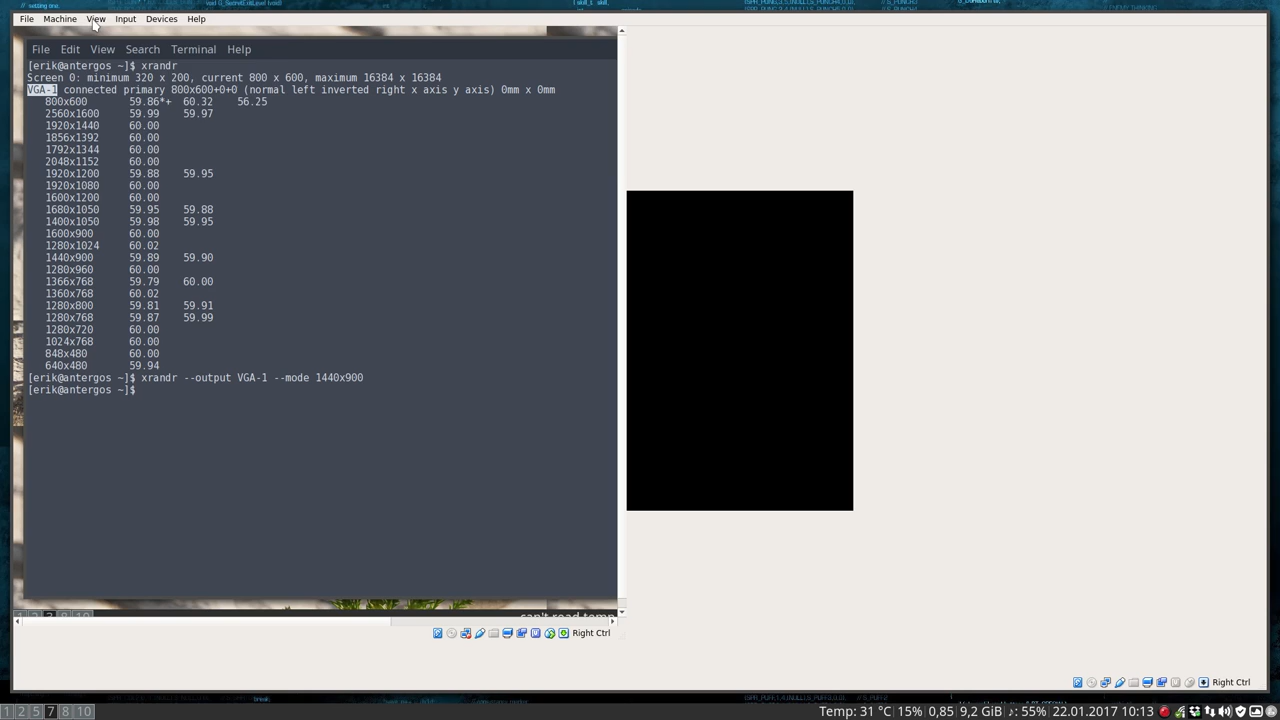 File Machine View Input Devices Help
File Edit View Search Terminal Help
[erik@antergos ~]$ xrandr
Screen 0: minimum 320 x 200, current 800 x 600, maximum 16384 x 16384
VGA-1 connected primary 800x600+0+0 (normal left inverted right x axis y axis) 0mm x 0mm
800x600 59.86*+ 60.32 56.25
2560x1600 59.99 59.97
1920x1440 60.00
1856x1392 60.00
1792x1344 60.00
2048x1152 60.00
1920x1200 59.88 59.95
1920x1080 60.00
1600x1200 60.00
1680x1050 59.95 59.88
1400x1050 59.98 59.95
1600x900 60.00
1280x1024 60.02
1440x900 59.89 59.90
1280x960 60.00
1366x768 59.79 60.00
1360x768 60.02
1280x800 59.81 59.91
1280x768 59.87 59.99
1280x720 60.00
1024x768 60.00
848x480 60.00
640x480 59.94
[erik@antergos ~]$ xrandr --output VGA-1 --mode 1440x900
[erik@antergos ~]$
can't read temp
Right Ctrl
Right Ctrl
1 2 5 7 8 10 Temp: 31 °C 15% 0,85 9,2 GiB ♪: 55% 22.01.2017 10:13